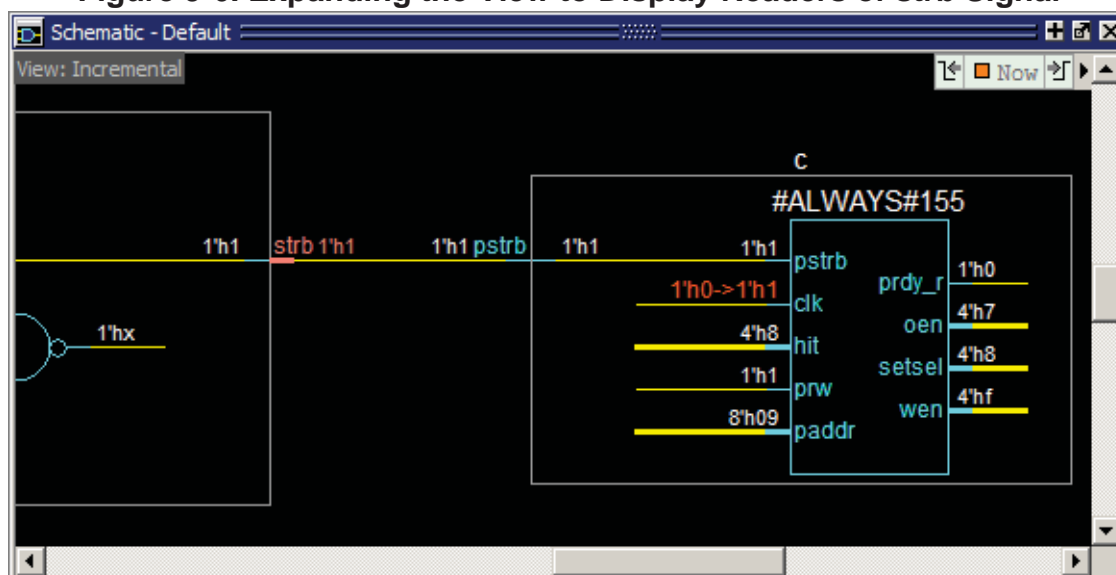 Figure 5-6. Expanding the View to Display Readers of strb Signal
Schematic - Default
View: Incremental
Now
C
#ALWAYS#155
1'h1 strb 1'h1 1'h1 pstrb 1'h1 1'h1 pstrb
prdy_r 1'h0
1'h0->1'h1 clk
oen 4'h7
1'hx
4'h8 hit
setsel 4'h8
1'h1 prw
wen 4'hf
8'h09 paddr